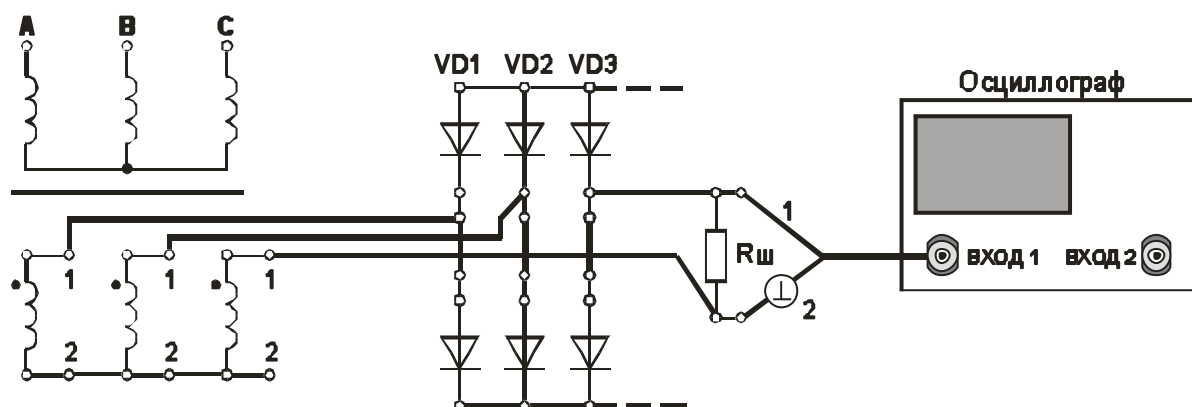 A B C
VD1 VD2 VD3
Осциллограф
1
Rш
ВХОД 1 ВХОД 2
1 1 1
2
2 2 2